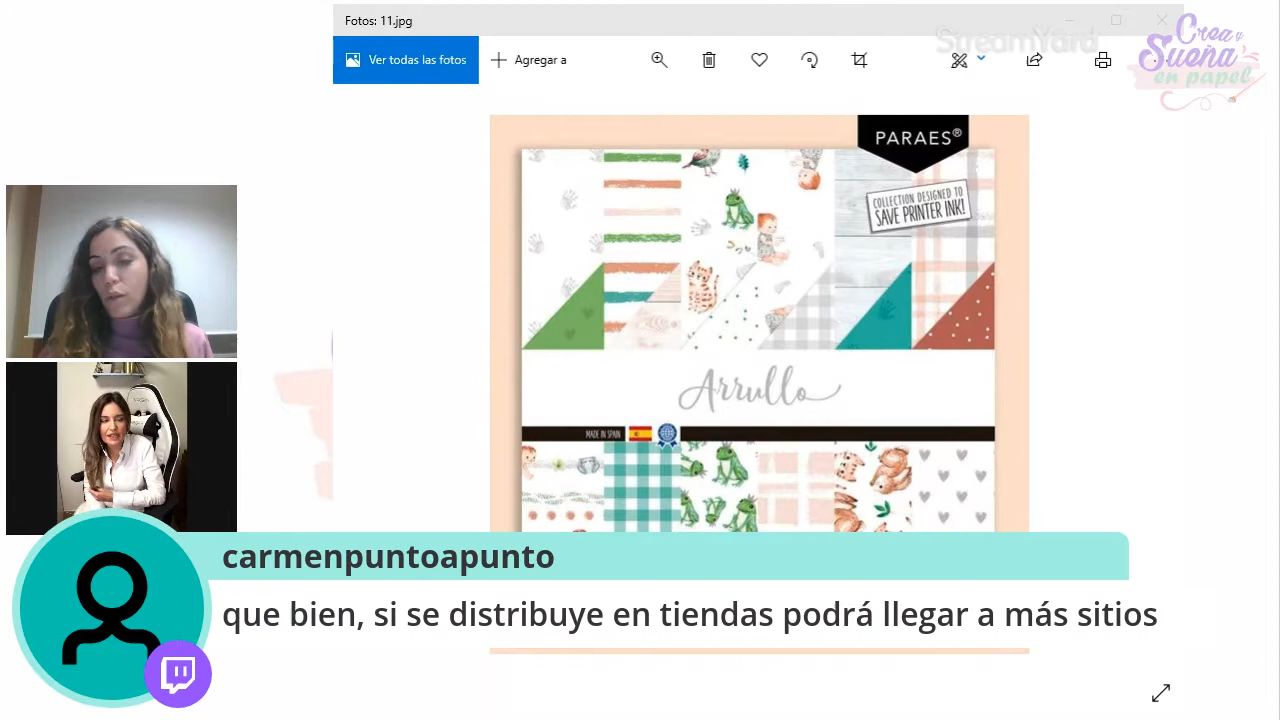 Fotos: 11.jpg
StreamYard
Crea y
Sueña
en papel
Ver todas las fotos
Agregar a
PARAES®
COLLECTION DESIGNED TO
SAVE PRINTER INK!
Arrullo
MADE IN SPAIN
carmenpuntoapunto
que bien, si se distribuye en tiendas podrá llegar a más sitios